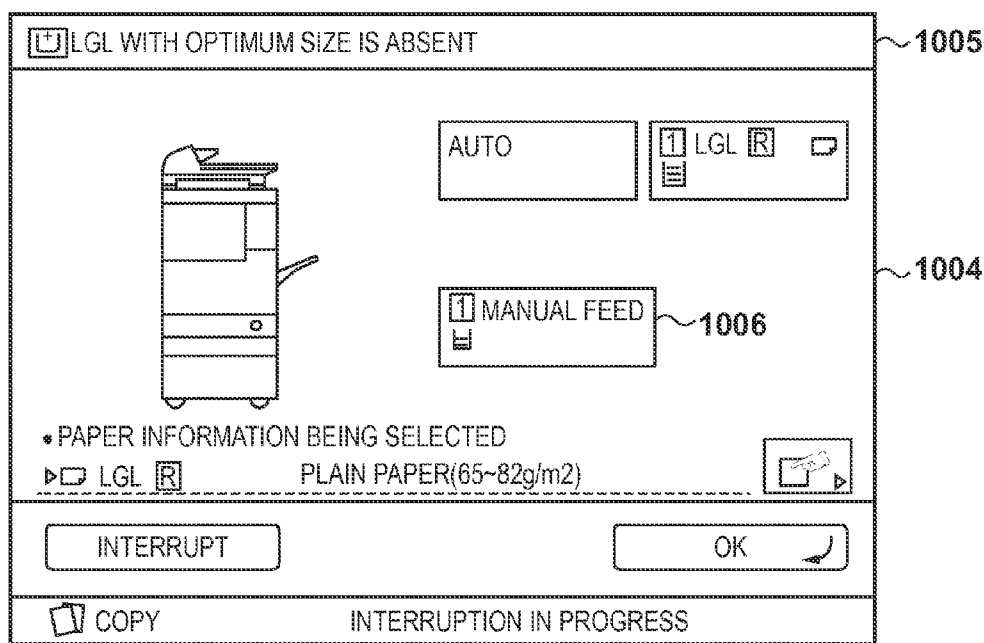 LGL WITH OPTIMUM SIZE IS ABSENT
1005
AUTO
1 LGL R
1004
1 MANUAL FEED
1006
• PAPER INFORMATION BEING SELECTED
LGL R PLAIN PAPER(65~82g/m2)
INTERRUPT
OK
COPY
INTERRUPTION IN PROGRESS